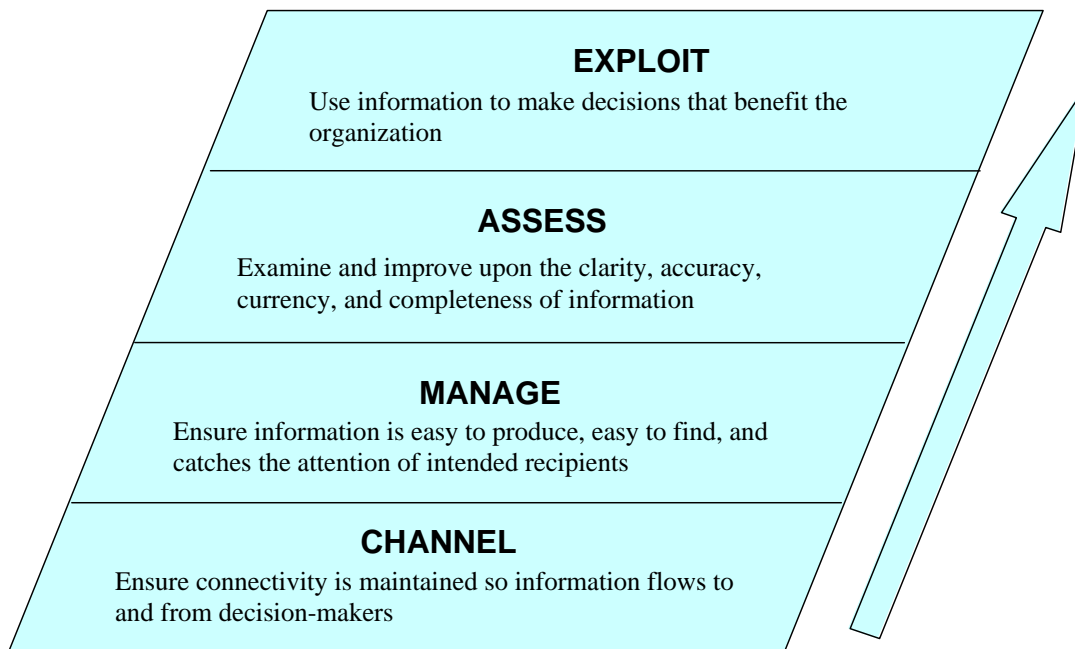 EXPLOIT
Use information to make decisions that benefit the
organization
ASSESS
Examine and improve upon the clarity, accuracy,
currency, and completeness of information
MANAGE
Ensure information is easy to produce, easy to find, and
catches the attention of intended recipients
CHANNEL
Ensure connectivity is maintained so information flows to
and from decision-makers